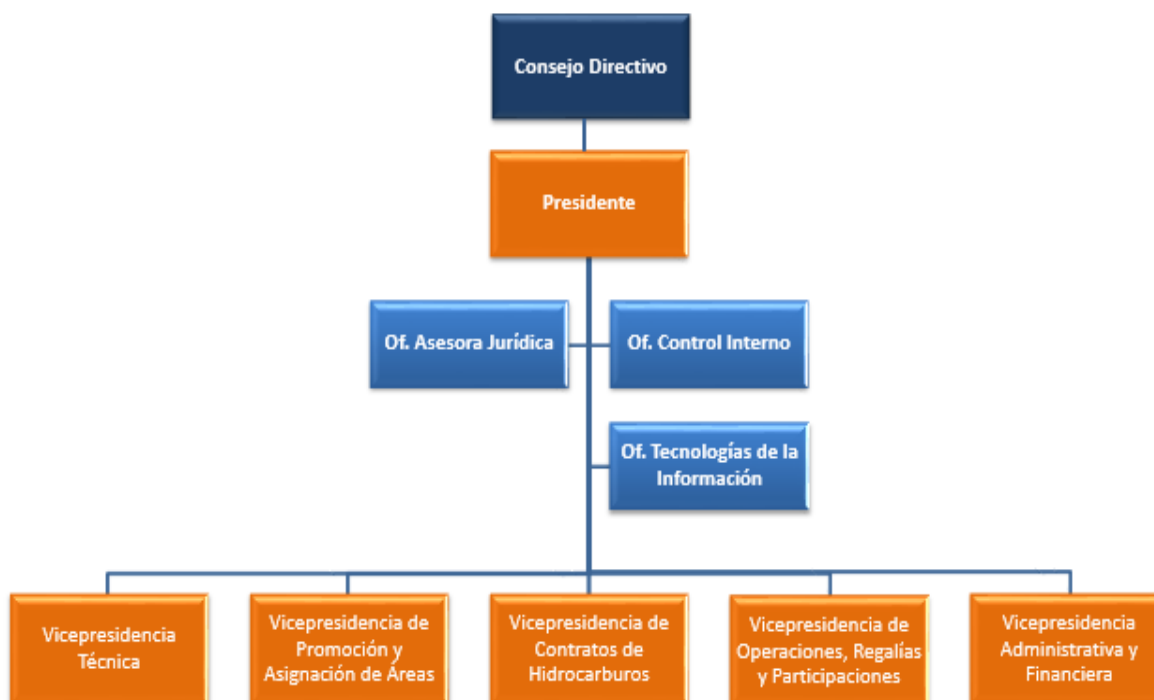 Consejo Directivo
Presidente
Of. Asesora Jurídica
Of. Control Interno
Of. Tecnologías de la
Información
Vicepresidencia
Técnica
Vicepresidencia de
Promoción y
Asignación de Áreas
Vicepresidencia de
Contratos de
Hidrocarburos
Vicepresidencia de
Operaciones, Regalías
y Participaciones
Vicepresidencia
Administrativa y
Financiera